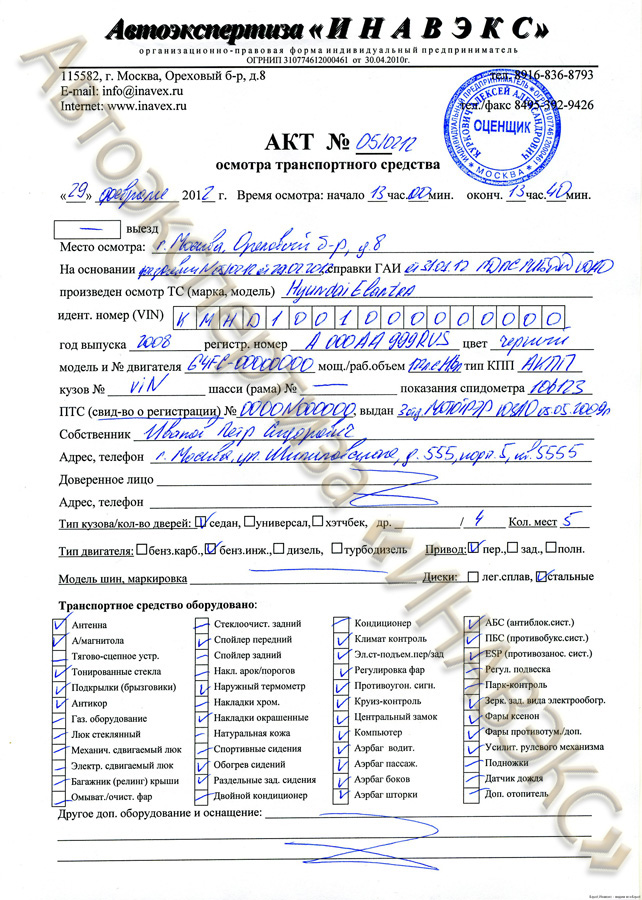 Автоэкспертиза «ИНАВЭКС»
организационно-правовая форма индивидуальный предприниматель
ОГРНИП 310774612000461 от 30.04.2010г.
115582, г. Москва, Ореховый б-р, д.8 тел. 8916-836-8793
E-mail: info@inavex.ru
Internet: www.inavex.ru тел./факс 8495-392-9426
ИНДИВИДУАЛЬНЫЙ ПРЕДПРИНИМАТЕЛЬ ОГРНИП 310774612000461
КУРКОВИЧ АЛЕКСЕЙ АЛЕКСАНДРОВИЧ
ОЦЕНЩИК
* МОСКВА *
АКТ № 0510212
осмотра транспортного средства
«29» февраля 2012 г. Время осмотра: начало 13 час.00 мин. оконч. 13 час.40 мин.
— выезд
Место осмотра: г. Москва, Ореховый б-р, д.8
На основании справки ГАИ от 31.01.12
произведен осмотр ТС (марка, модель) Hyundai Elantra
идент. номер (VIN) K M H D 1 0 0 1 0 0 0 0 0 0 0 0 0
год выпуска 2008 регистр. номер А 000 АА 999 RUS цвет черный
модель и № двигателя G4FC-00000000 мощ./раб.объем тип КПП АКПП
кузов № VIN шасси (рама) № — показания спидометра 106123
ПТС (свид-во о регистрации) № 0000N000000, выдан
Собственник Иванов Петр Сидорович
Адрес, телефон г. Москва, ул. Шипиловская, д. 555, корп. 5, кв. 5555
Доверенное лицо
Адрес, телефон
Тип кузова/кол-во дверей: седан, универсал, хэтчбек, др. / 4 Кол. мест 5
Тип двигателя: бенз.карб., бенз.инж., дизель, турбодизель Привод: пер., зад., полн.
Модель шин, маркировка Диски: лег.сплав, стальные
Транспортное средство оборудовано:
Антенна Стеклоочист. задний Кондиционер АБС (антиблок.сист.)
А/магнитола Спойлер передний Климат контроль ПБС (противобукс.сист.)
Тягово-сцепное устр. Спойлер задний Эл.ст-подъем.пер/зад ESP (противозанос. сист.)
Тонированные стекла Накл. арок/порогов Регулировка фар Регул. подвеска
Подкрылки (брызговики) Наружный термометр Противоугон. сигн. Парк-контроль
Антикор Накладки хром. Круиз-контроль Зерк. зад. вида электрообогр.
Газ. оборудование Накладки окрашенные Центральный замок Фары ксенон
Люк стеклянный Натуральная кожа Компьютер Фары противотум./доп.
Механич. сдвигаемый люк Спортивные сидения Аэрбаг водит. Усилит. рулевого механизма
Электр. сдвигаемый люк Обогрев сидений Аэрбаг пассаж. Подножки
Багажник (релинг) крыши Раздельные зад. сидения Аэрбаг боков Датчик дождя
Омыват./очист. фар Двойной кондиционер Аэрбаг шторки Доп. отопитель
Другое доп. оборудование и оснащение:
Автоэкспертиза «ИНАВЭКС»